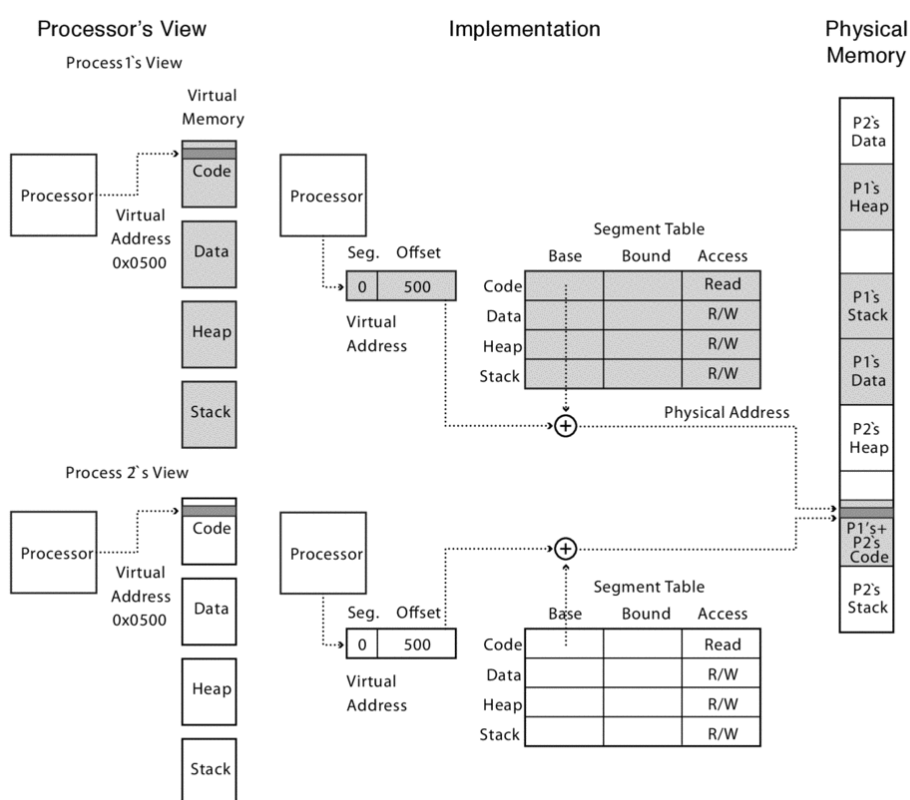 Processor's View
Implementation
Physical
Memory
Process1`s View
Virtual
Memory
Processor
Virtual
Address
0x0500
Code
Data
Heap
Stack
Processor
Seg. Offset
0 500
Virtual
Address
Segment Table
Base Bound Access
Code Read
Data R/W
Heap R/W
Stack R/W
Physical Address
P2`s
Data
P1`s
Heap
P1`s
Stack
P1`s
Data
P2`s
Heap
P1's+
P2`s
Code
P2`s
Stack
Process 2`s View
Processor
Virtual
Address
0x0500
Code
Data
Heap
Stack
Processor
Seg. Offset
0 500
Virtual
Address
Segment Table
Base Bound Access
Code Read
Data R/W
Heap R/W
Stack R/W